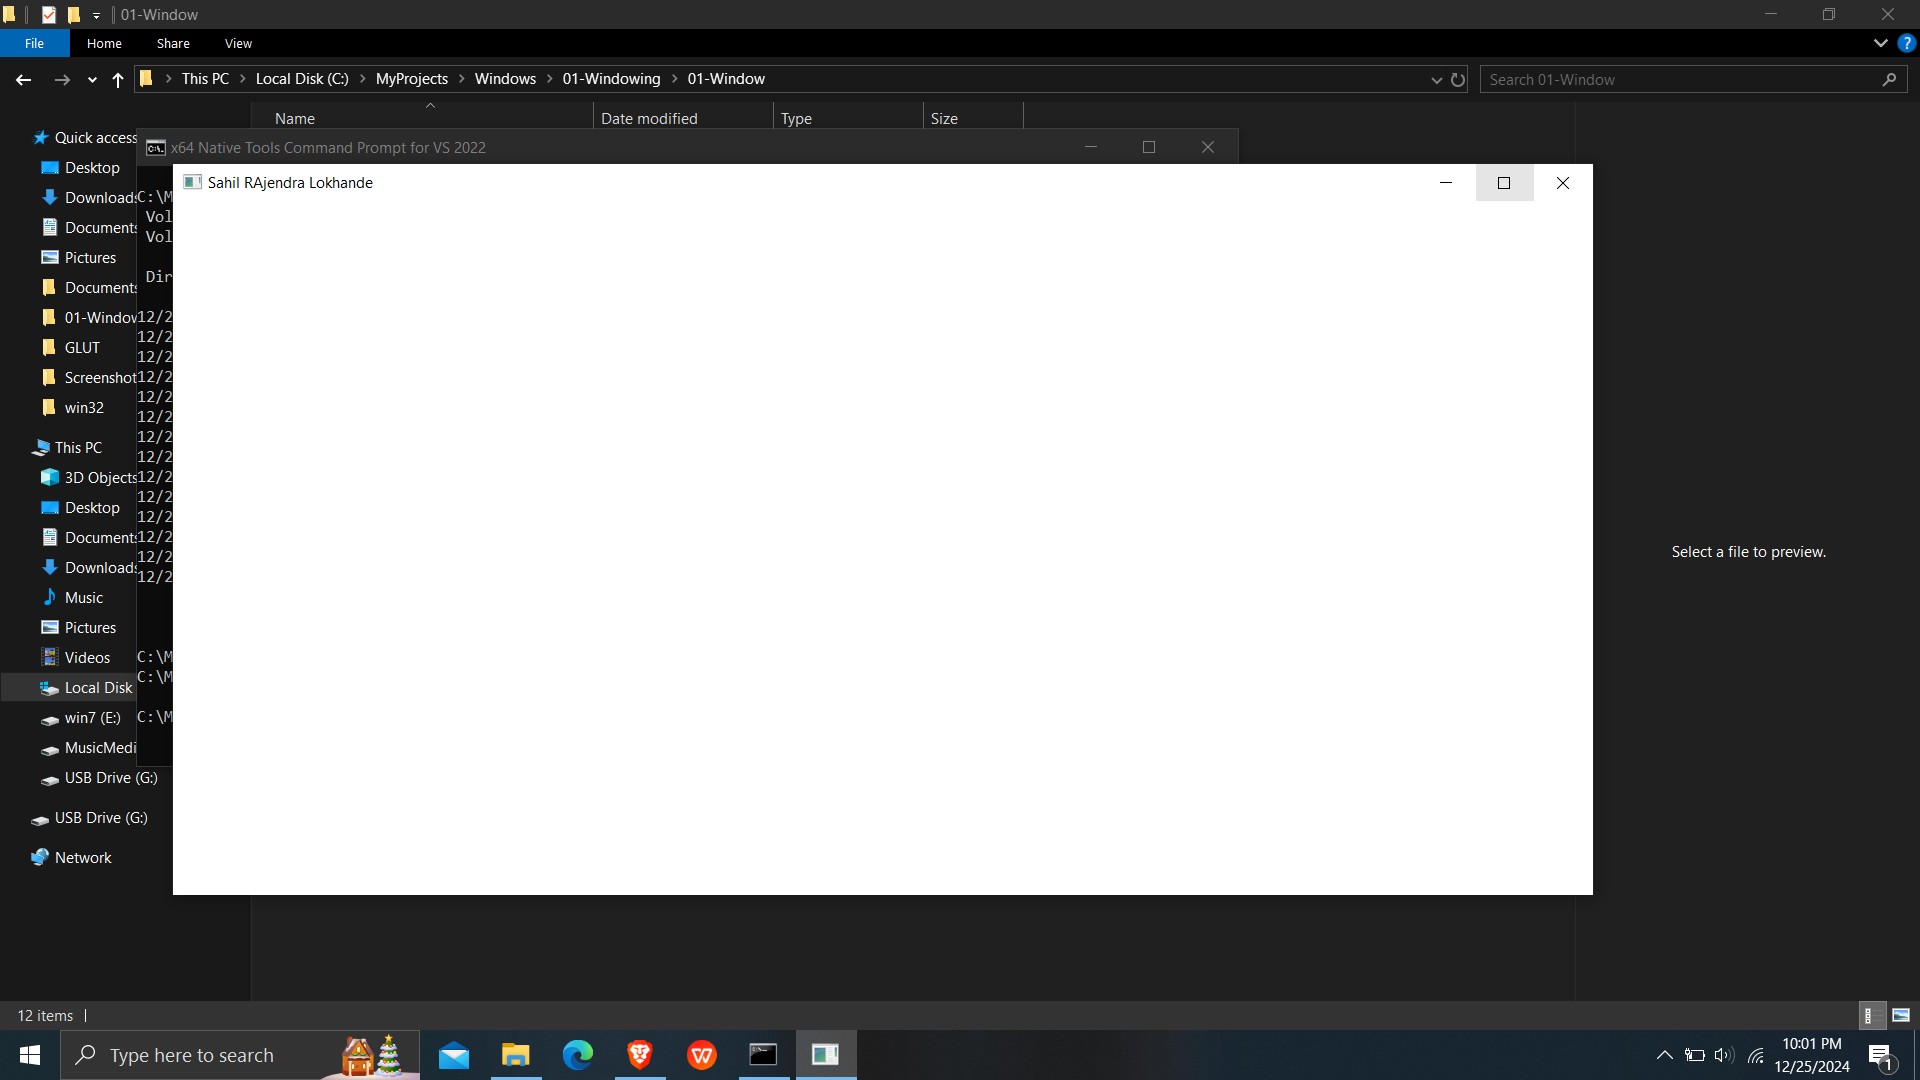 01-Window
File Home Share View
This PC Local Disk (C:) MyProjects Windows 01-Windowing 01-Window
Search 01-Window
Name Date modified Type Size
x64 Native Tools Command Prompt for VS 2022
Sahil RAjendra Lokhande
Quick access
Desktop
Downloads
Documents
Pictures
Documents
01-Window
GLUT
Screenshot
win32
This PC
3D Objects
Desktop
Documents
Downloads
Music
Pictures
Videos
Local Disk
win7 (E:)
MusicMedi
USB Drive (G:)
USB Drive (G:)
Network
C:\M
Vol
Vol
Dir
12/2
12/2
12/2
12/2
12/2
12/2
12/2
12/2
12/2
12/2
12/2
12/2
12/2
12/2
C:\M
C:\M
C:\M
Select a file to preview.
12 items
Type here to search
10:01 PM
12/25/2024
1